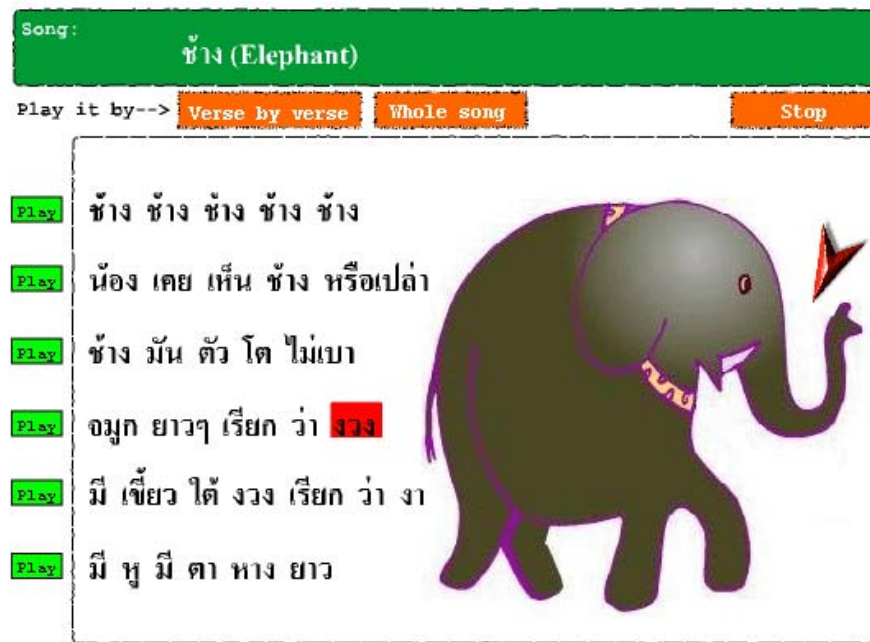 Song:
ช้าง (Elephant)
Play it by--> Verse by verse Whole song Stop
Play ช้าง ช้าง ช้าง ช้าง ช้าง
Play น้อง เคย เห็น ช้าง หรือเปล่า
Play ช้าง มัน ตัว โต ไม่เบา
Play จมูก ยาวๆ เรียก ว่า งวง
Play มี เขี้ยว ใต้ งวง เรียก ว่า งา
Play มี หู มี ตา หาง ยาว